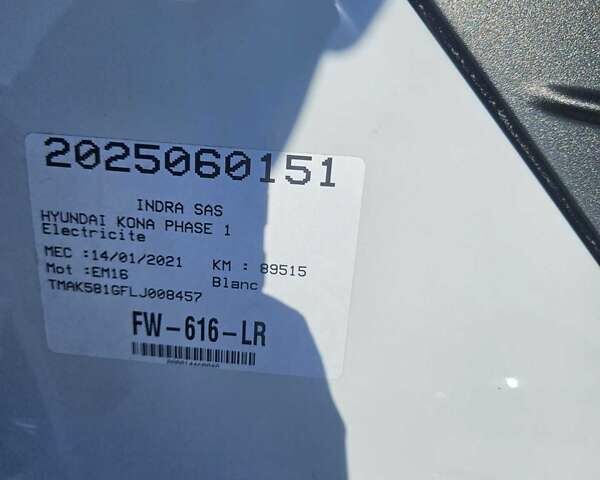 2025060151
INDRA SAS
HYUNDAI KONA PHASE 1
Electricite
MEC :14/01/2021 KM : 89515
Mot :EM16 Blanc
TMAK581GFLJ008457
FW-616-LR